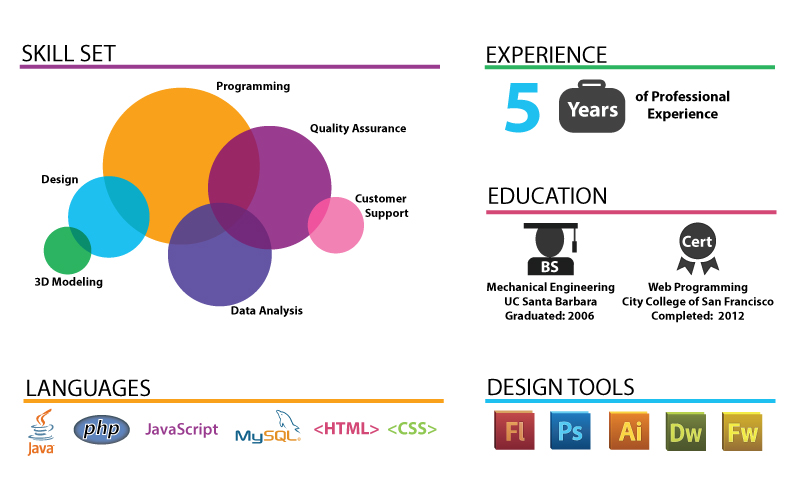 SKILL SET
Programming
Quality Assurance
Design
Customer
Support
3D Modeling
Data Analysis
EXPERIENCE
5 Years of Professional
Experience
EDUCATION
BS
Mechanical Engineering
UC Santa Barbara
Graduated: 2006
Cert
Web Programming
City College of San Francisco
Completed: 2012
LANGUAGES
Java php JavaScript MySQL® <HTML> <CSS>
DESIGN TOOLS
Fl Ps Ai Dw Fw